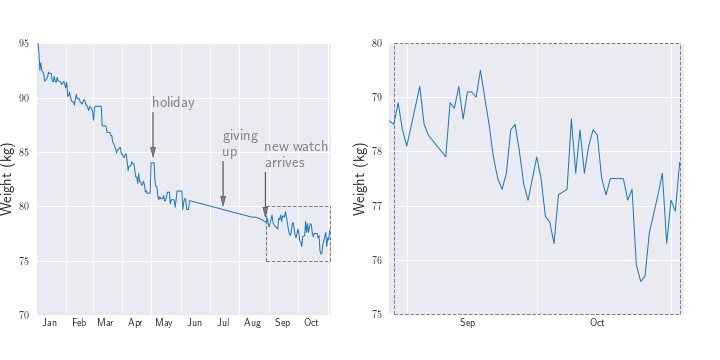 95
90
85
80
75
70
Weight (kg)
holiday
giving
up
new watch
arrives
Jan Feb Mar Apr May Jun Jul Aug Sep Oct
80
79
78
77
76
75
Weight (kg)
Sep Oct